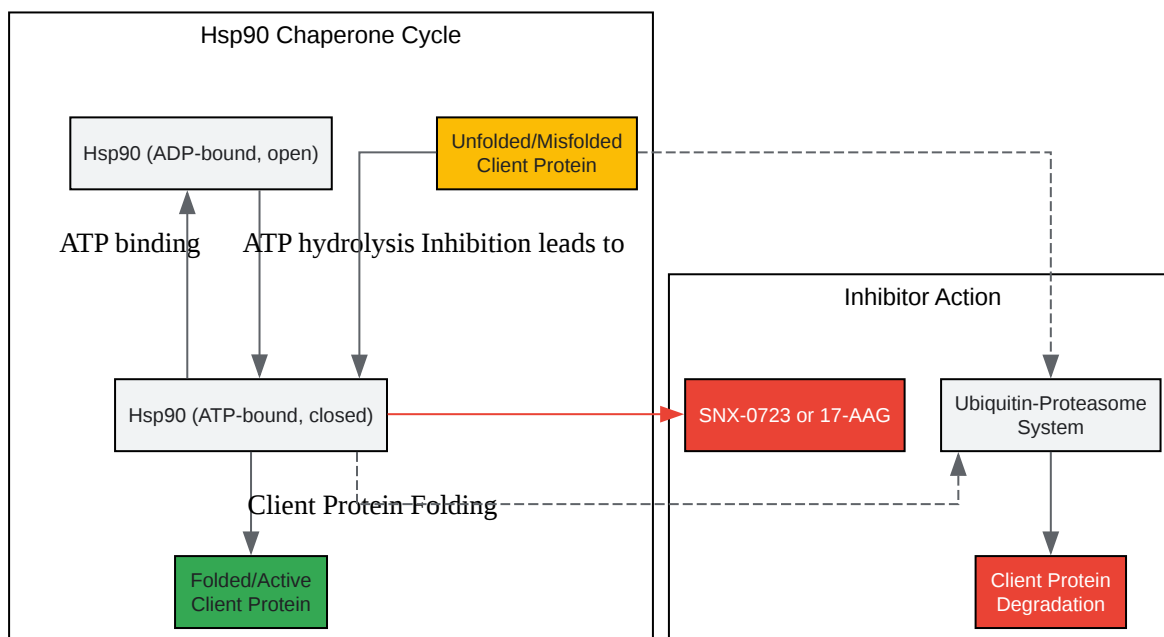 Hsp90 Chaperone Cycle
Hsp90 (ADP-bound, open)
Unfolded/Misfolded
Client Protein
ATP binding
ATP hydrolysis
Inhibition leads to
Inhibitor Action
Hsp90 (ATP-bound, closed)
SNX-0723 or 17-AAG
Ubiquitin-Proteasome
System
Client Protein Folding
Folded/Active
Client Protein
Client Protein
Degradation